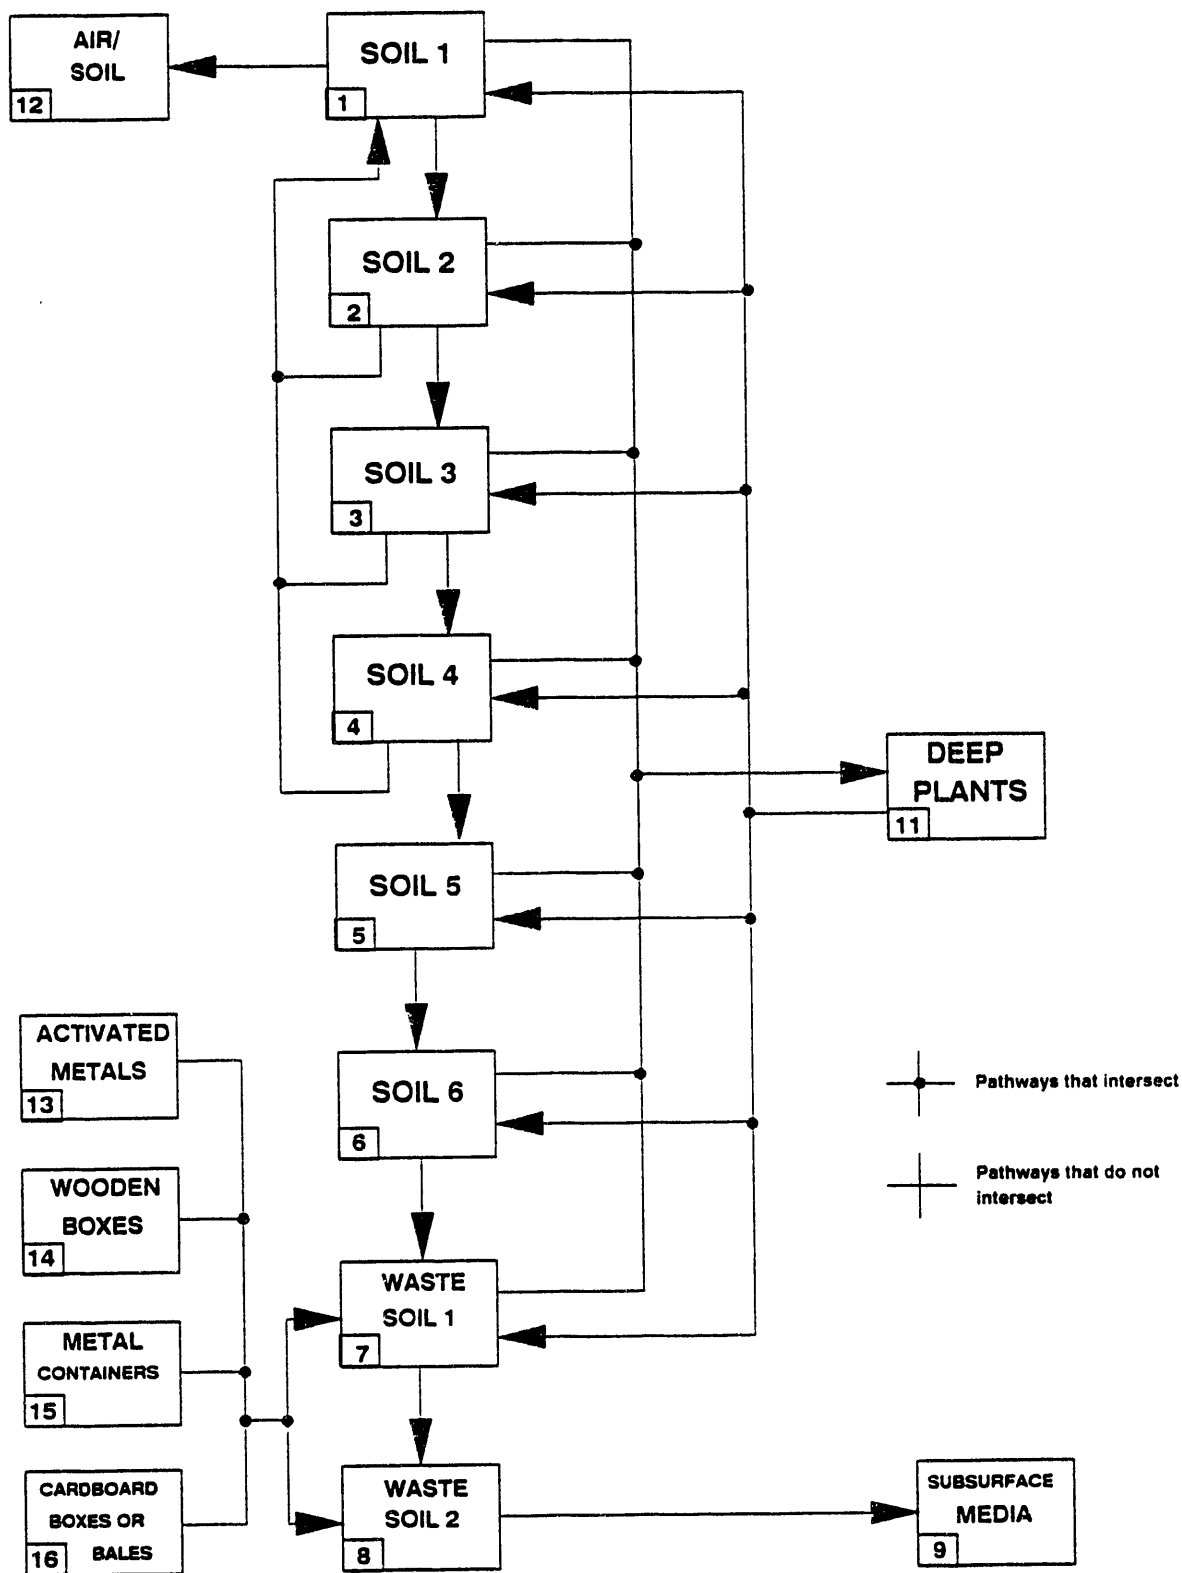 AIR/
SOIL
12
SOIL 1
1
SOIL 2
2
SOIL 3
3
SOIL 4
4
DEEP
PLANTS
11
SOIL 5
5
ACTIVATED
METALS
13
SOIL 6
6
Pathways that intersect
Pathways that do not
intersect
WOODEN
BOXES
14
WASTE
SOIL 1
7
METAL
CONTAINERS
15
CARDBOARD
BOXES OR
BALES
16
WASTE
SOIL 2
8
SUBSURFACE
MEDIA
9